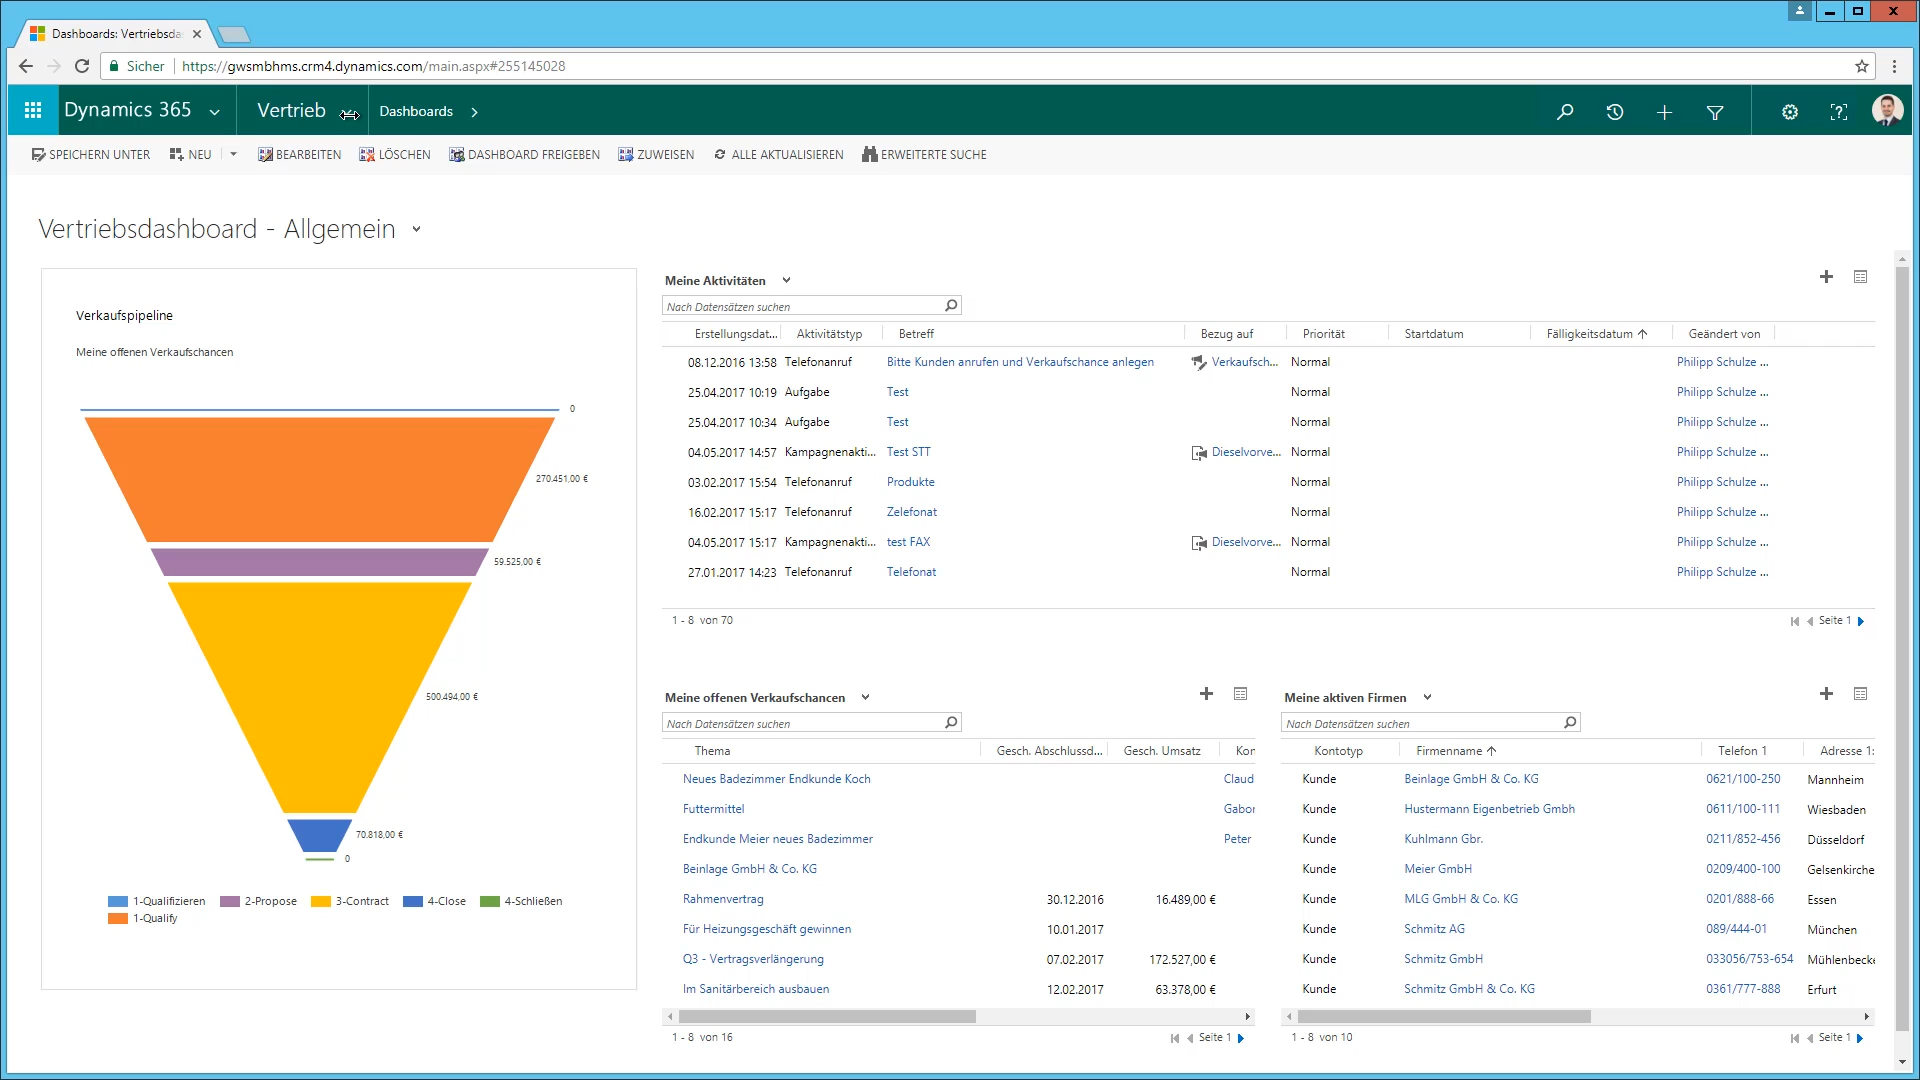 Dashboards: Vertriebsda
Sicher https://gwsmbhms.crm4.dynamics.com/main.aspx#255145028
Dynamics 365 Vertrieb Dashboards
SPEICHERN UNTER NEU BEARBEITEN LÖSCHEN DASHBOARD FREIGEBEN ZUWEISEN ALLE AKTUALISIEREN ERWEITERTE SUCHE
Vertriebsdashboard - Allgemein
Verkaufspipeline
Meine offenen Verkaufschancen
0
270.451,00 €
59.525,00 €
500.494,00 €
70.818,00 €
0
1-Qualifizieren 2-Propose 3-Contract 4-Close 4-Schließen
1-Qualify
Meine Aktivitäten
Nach Datensätzen suchen
Erstellungsdat... Aktivitätstyp Betreff Bezug auf Priorität Startdatum Fälligkeitsdatum Geändert von
08.12.2016 13:58 Telefonanruf Bitte Kunden anrufen und Verkaufschance anlegen Verkaufsch... Normal Philipp Schulze ...
25.04.2017 10:19 Aufgabe Test Normal Philipp Schulze ...
25.04.2017 10:34 Aufgabe Test Normal Philipp Schulze ...
04.05.2017 14:57 Kampagnenakti... Test STT Dieselvorve... Normal Philipp Schulze ...
03.02.2017 15:54 Telefonanruf Produkte Normal Philipp Schulze ...
16.02.2017 15:17 Telefonanruf Zelefonat Normal Philipp Schulze ...
04.05.2017 15:17 Kampagnenakti... test FAX Dieselvorve... Normal Philipp Schulze ...
27.01.2017 14:23 Telefonanruf Telefonat Normal Philipp Schulze ...
1 - 8 von 70 Seite 1
Meine offenen Verkaufschancen
Nach Datensätzen suchen
Thema Gesch. Abschlussd... Gesch. Umsatz Kon
Neues Badezimmer Endkunde Koch Claud
Futtermittel Gabor
Endkunde Meier neues Badezimmer Peter
Beinlage GmbH & Co. KG
Rahmenvertrag 30.12.2016 16.489,00 €
Für Heizungsgeschäft gewinnen 10.01.2017
Q3 - Vertragsverlängerung 07.02.2017 172.527,00 €
Im Sanitärbereich ausbauen 12.02.2017 63.378,00 €
1 - 8 von 16 Seite 1
Meine aktiven Firmen
Nach Datensätzen suchen
Kontotyp Firmenname Telefon 1 Adresse 1:
Kunde Beinlage GmbH & Co. KG 0621/100-250 Mannheim
Kunde Hustermann Eigenbetrieb Gmbh 0611/100-111 Wiesbaden
Kunde Kuhlmann Gbr. 0211/852-456 Düsseldorf
Kunde Meier GmbH 0209/400-100 Gelsenkirche
Kunde MLG GmbH & Co. KG 0201/888-66 Essen
Kunde Schmitz AG 089/444-01 München
Kunde Schmitz GmbH 033056/753-654 Mühlenbecke
Kunde Schmitz GmbH & Co. KG 0361/777-888 Erfurt
1 - 8 von 10 Seite 1